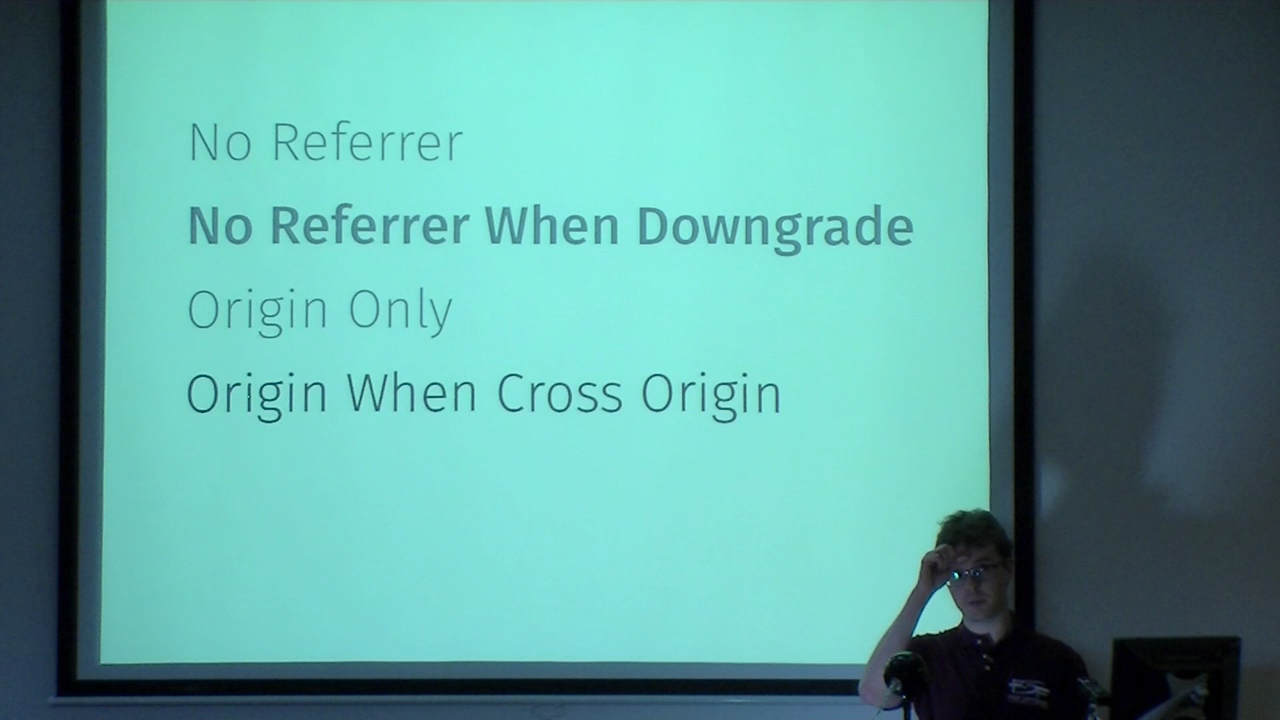 No Referrer
No Referrer When Downgrade
Origin Only
Origin When Cross Origin